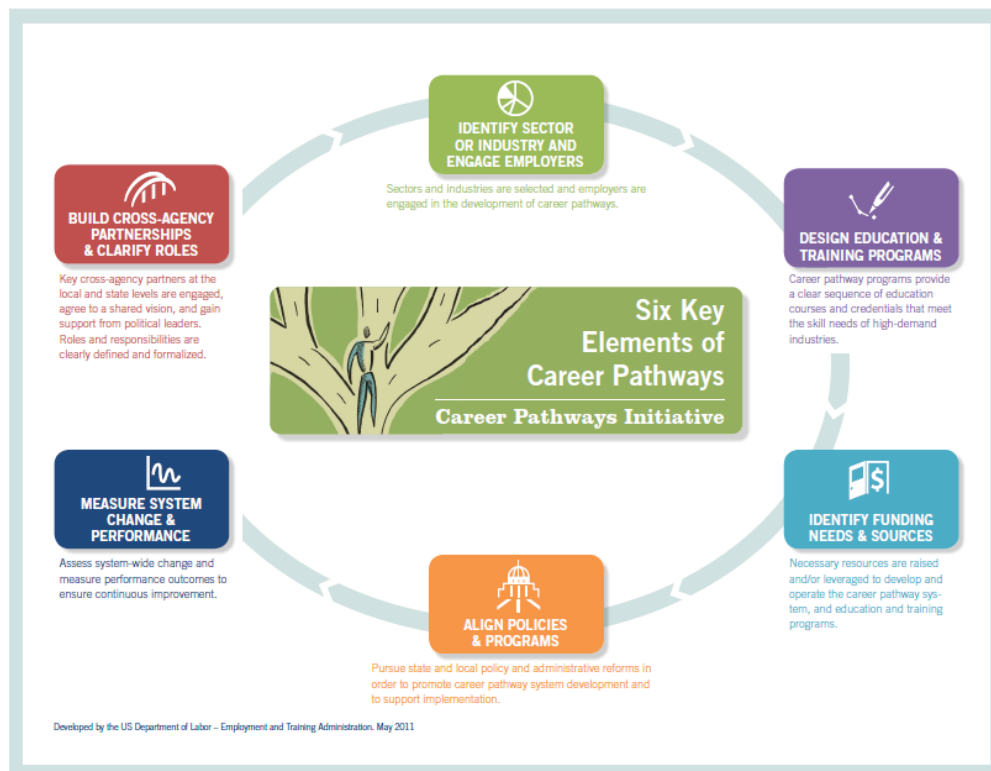 IDENTIFY SECTOR
OR INDUSTRY AND
ENGAGE EMPLOYERS
Sectors and industries are selected and employers are
engaged in the development of career pathways.
BUILD CROSS-AGENCY
PARTNERSHIPS
& CLARIFY ROLES
Key cross-agency partners at the
local and state levels are engaged,
agree to a shared vision, and gain
support from political leaders.
Roles and responsibilities are
clearly defined and formalized.
DESIGN EDUCATION &
TRAINING PROGRAMS
Career pathway programs provide
a clear sequence of education
courses and credentials that meet
the skill needs of high-demand
industries.
Six Key
Elements of
Career Pathways
Career Pathways Initiative
MEASURE SYSTEM
CHANGE &
PERFORMANCE
Assess system-wide change and
measure performance outcomes to
ensure continuous improvement.
$
IDENTIFY FUNDING
NEEDS & SOURCES
Necessary resources are raised
and/or leveraged to develop and
operate the career pathway sys-
tem, and education and training
programs.
ALIGN POLICIES
& PROGRAMS
Pursue state and local policy and administrative reforms in
order to promote career pathway system development and
to support implementation.
Developed by the US Department of Labor – Employment and Training Administration. May 2011